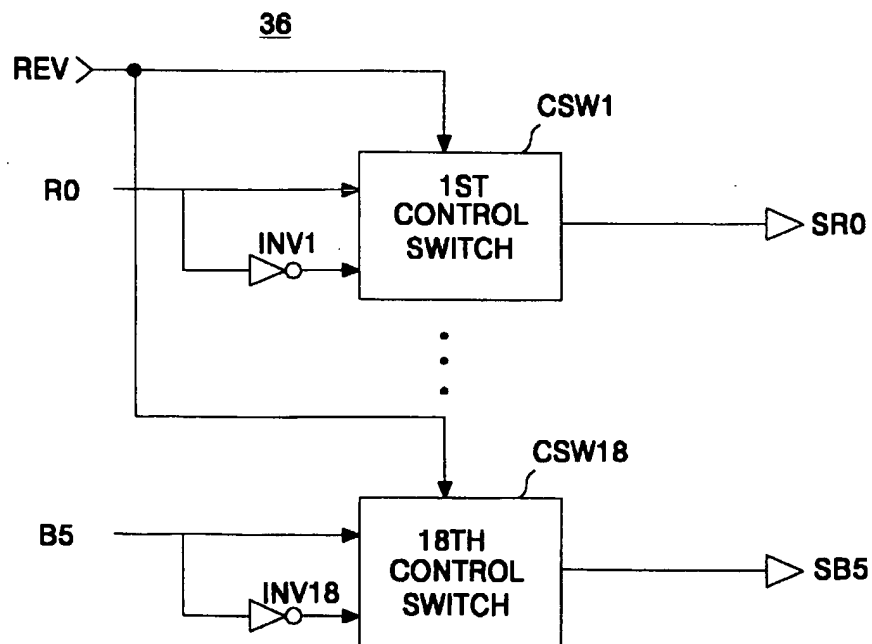 36
REV
CSW1
R0
1ST
CONTROL
SWITCH
INV1
SR0
CSW18
B5
18TH
CONTROL
SWITCH
INV18
SB5